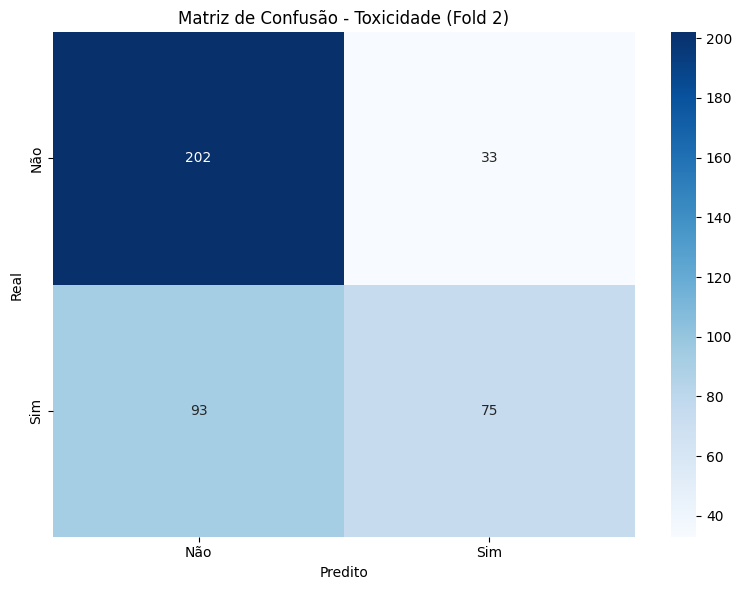 Matriz de Confusão - Toxicidade (Fold 2)
Real
Não
202
33
Sim
93
75
Não
Sim
Predito
200
180
160
140
120
100
80
60
40